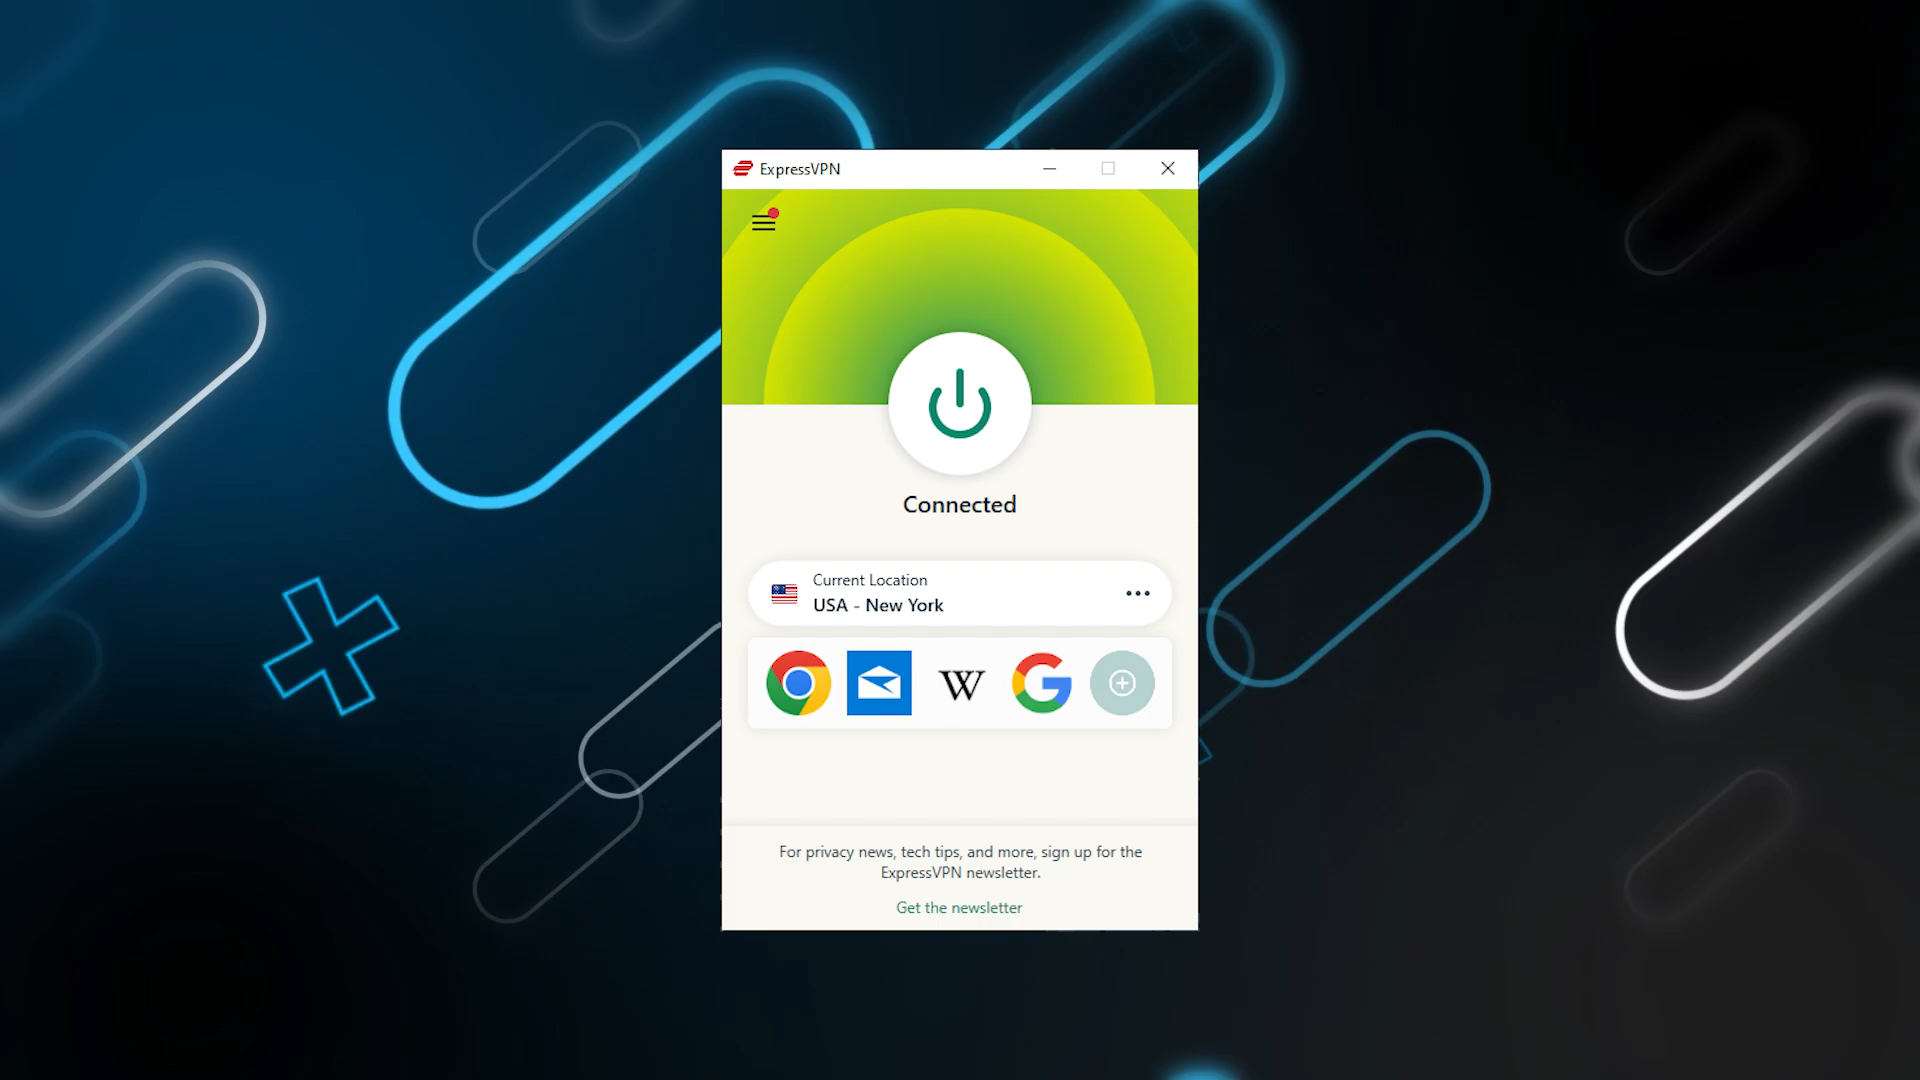 ExpressVPN
Connected
Current Location
USA - New York
W
G
For privacy news, tech tips, and more, sign up for the
ExpressVPN newsletter.
Get the newsletter